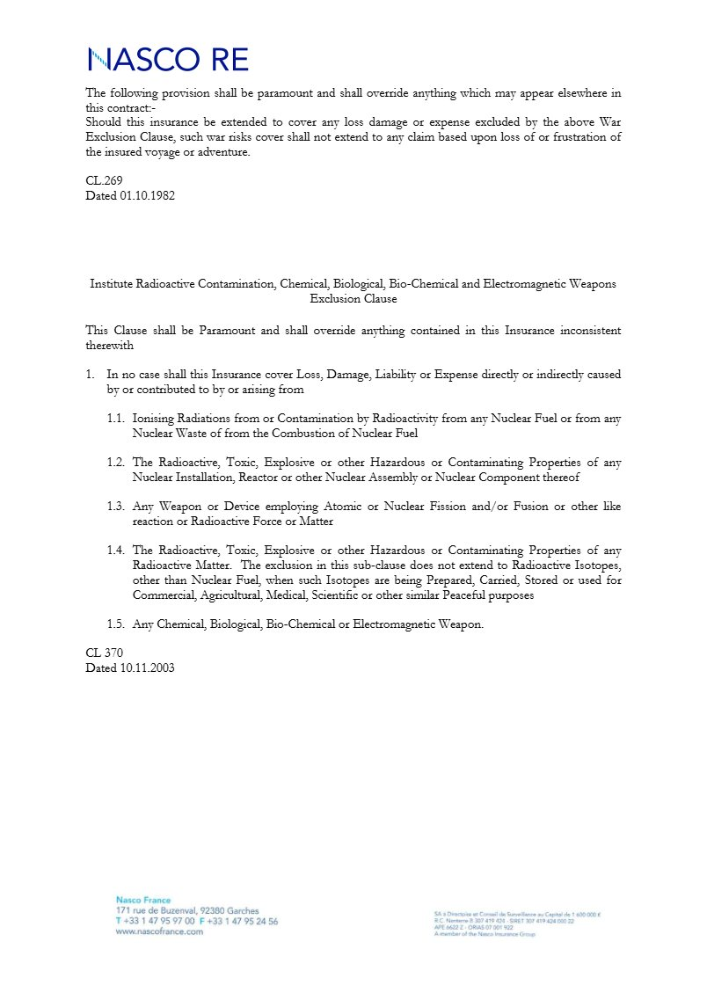 NASCO RE
The following provision shall be paramount and shall override anything which may appear elsewhere in
this contract:-
Should this insurance be extended to cover any loss damage or expense excluded by the above War
Exclusion Clause, such war risks cover shall not extend to any claim based upon loss of or frustration of
the insured voyage or adventure.
CL.269
Dated 01.10.1982
Institute Radioactive Contamination, Chemical, Biological, Bio-Chemical and Electromagnetic Weapons
Exclusion Clause
This Clause shall be Paramount and shall override anything contained in this Insurance inconsistent
therewith
1. In no case shall this Insurance cover Loss, Damage, Liability or Expense directly or indirectly caused
by or contributed to by or arising from
1.1. Ionising Radiations from or Contamination by Radioactivity from any Nuclear Fuel or from any
Nuclear Waste of from the Combustion of Nuclear Fuel
1.2. The Radioactive, Toxic, Explosive or other Hazardous or Contaminating Properties of any
Nuclear Installation, Reactor or other Nuclear Assembly or Nuclear Component thereof
1.3. Any Weapon or Device employing Atomic or Nuclear Fission and/or Fusion or other like
reaction or Radioactive Force or Matter
1.4. The Radioactive, Toxic, Explosive or other Hazardous or Contaminating Properties of any
Radioactive Matter. The exclusion in this sub-clause does not extend to Radioactive Isotopes,
other than Nuclear Fuel, when such Isotopes are being Prepared, Carried, Stored or used for
Commercial, Agricultural, Medical, Scientific or other similar Peaceful purposes
1.5. Any Chemical, Biological, Bio-Chemical or Electromagnetic Weapon.
CL 370
Dated 10.11.2003
Nasco France
171 rue de Buzenval, 92380 Garches
T +33 1 47 95 97 00 F +33 1 47 95 24 56
www.nascofrance.com
SA à Directoire et Conseil de Surveillance au Capital de 1 600 000 €
R.C. Nanterre B 307 419 424 - SIRET 307 419 424 000 22
APE 6622 Z - ORIAS 07 001 922
A member of the Nasco Insurance Group